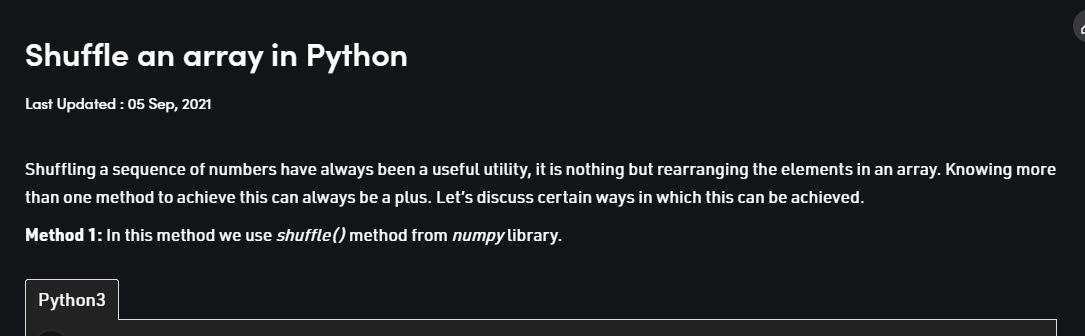 Shuffle an array in Python
Last Updated : 05 Sep, 2021
Shuffling a sequence of numbers have always been a useful utility, it is nothing but rearranging the elements in an array. Knowing more
than one method to achieve this can always be a plus. Let's discuss certain ways in which this can be achieved.
Method 1: In this method we use shuffle() method from numpy library.
Python3